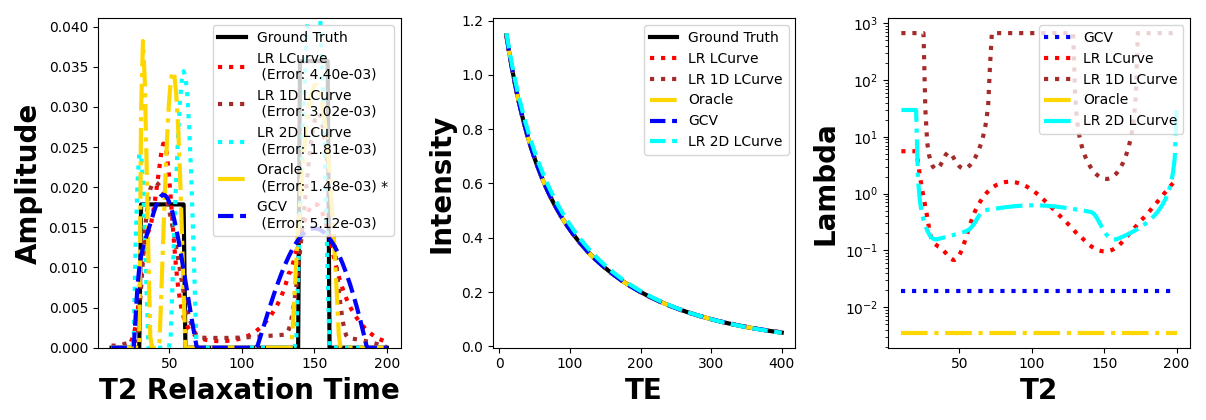 0.040
0.035
0.030
0.025
0.020
0.015
0.010
0.005
0.000
Amplitude
50
100
150
200
T2 Relaxation Time
Ground Truth
LR LCurve
(Error: 4.40e-03)
LR 1D LCurve
(Error: 3.02e-03)
LR 2D LCurve
(Error: 1.81e-03)
Oracle
(Error: 1.48e-03) *
GCV
(Error: 5.12e-03)
1.2
1.0
0.8
0.6
0.4
0.2
0.0
Intensity
0
100
200
300
400
TE
Ground Truth
LR LCurve
LR 1D LCurve
Oracle
GCV
LR 2D LCurve
10³
10²
10¹
10⁰
10⁻¹
10⁻²
Lambda
50
100
150
200
T2
GCV
LR LCurve
LR 1D LCurve
Oracle
LR 2D LCurve